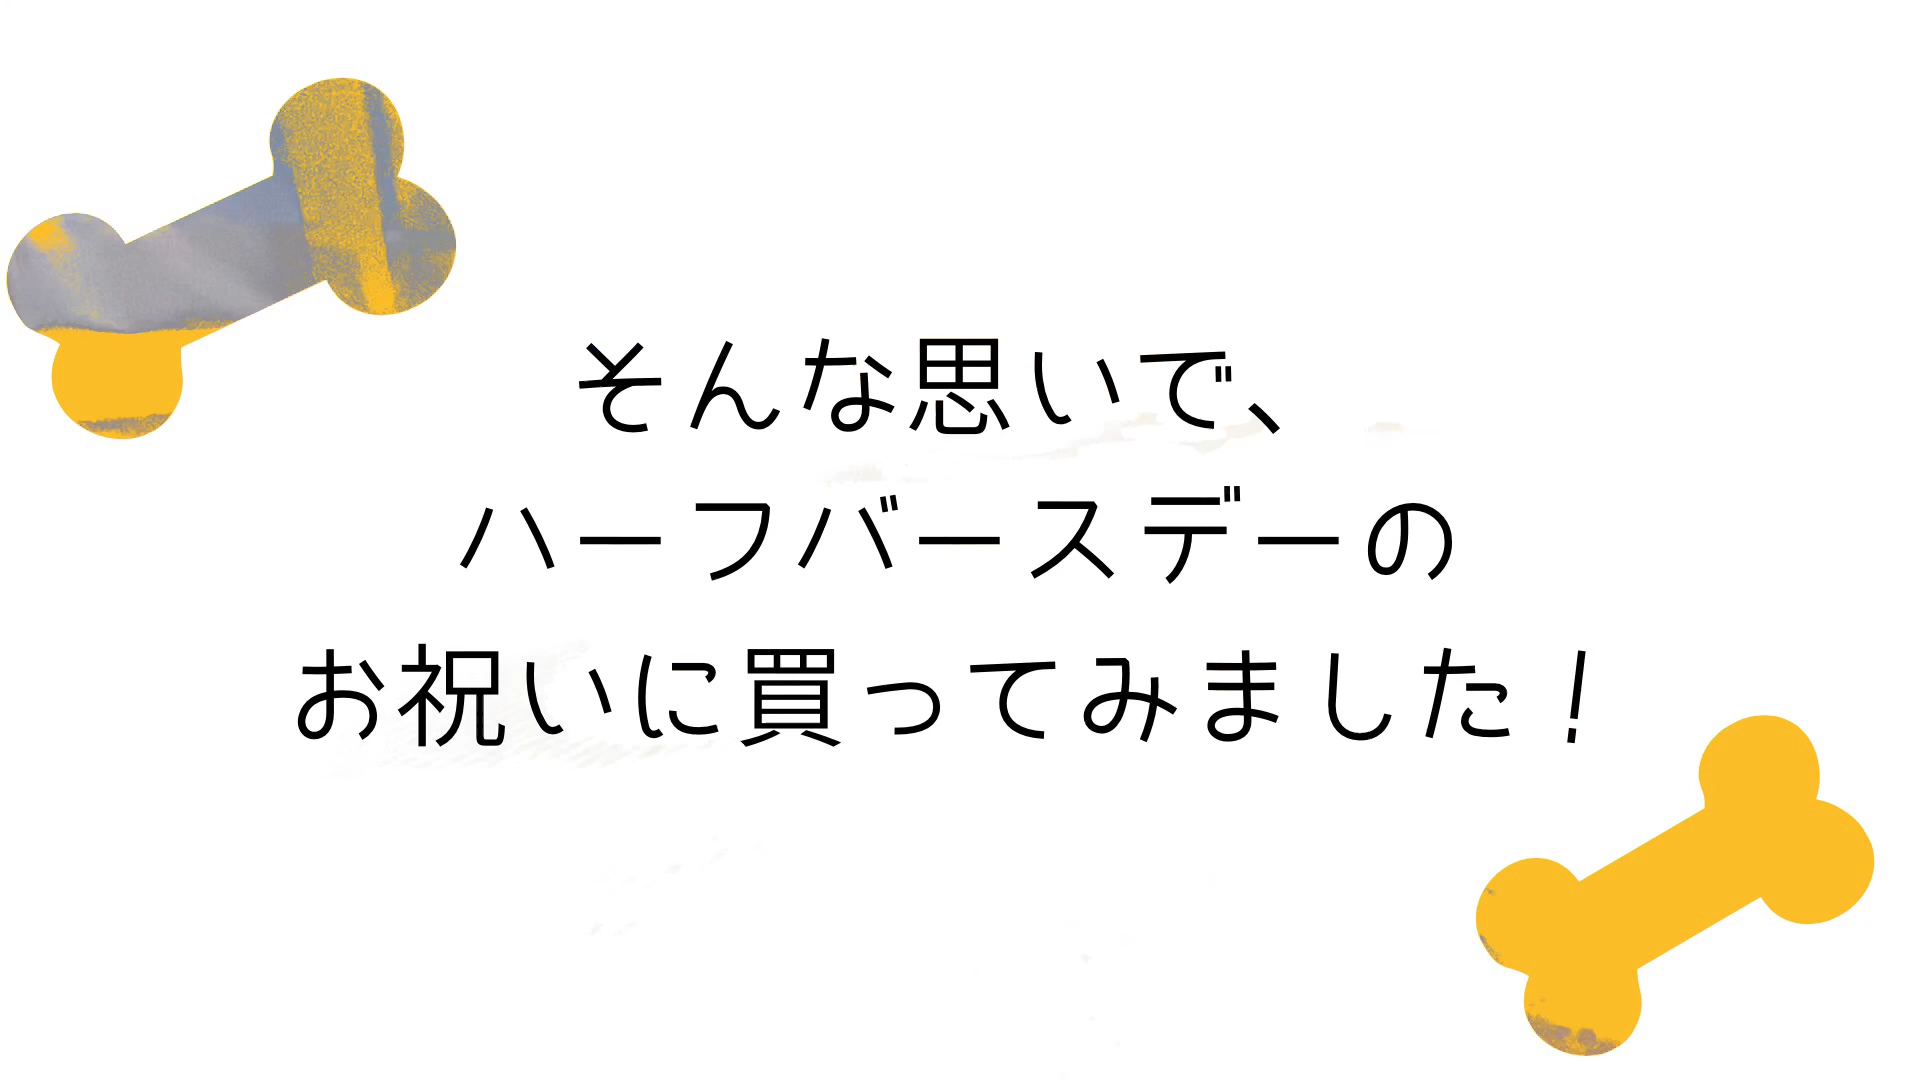 そんな思いで、
ハーフバースデーの
お祝いに買ってみました！